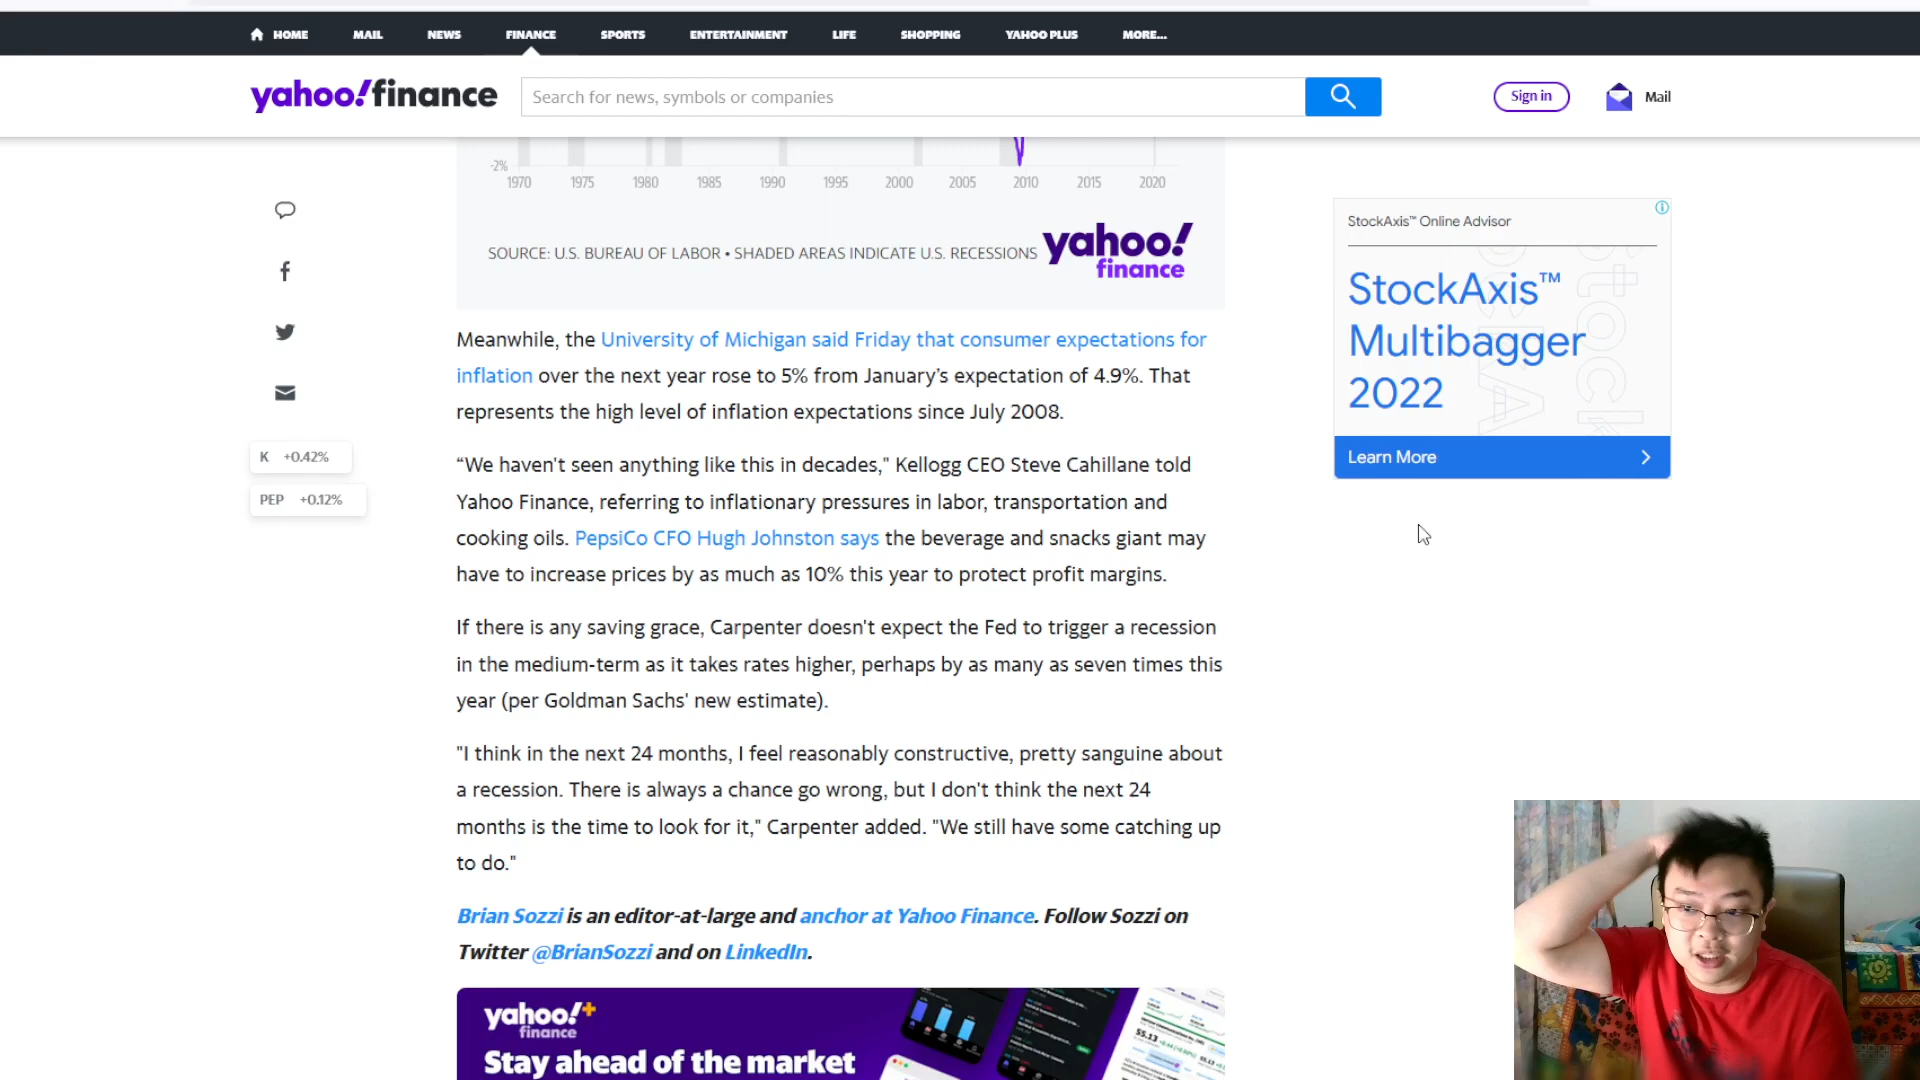 HOME MAIL NEWS FINANCE SPORTS ENTERTAINMENT LIFE SHOPPING YAHOO PLUS MORE...
yahoo!finance
Search for news, symbols or companies
Sign in
Mail
-2%
1970 1975 1980 1985 1990 1995 2000 2005 2010 2015 2020
SOURCE: U.S. BUREAU OF LABOR • SHADED AREAS INDICATE U.S. RECESSIONS
yahoo!
finance
K +0.42%
PEP +0.12%
Meanwhile, the University of Michigan said Friday that consumer expectations for
inflation over the next year rose to 5% from January’s expectation of 4.9%. That
represents the high level of inflation expectations since July 2008.
“We haven't seen anything like this in decades," Kellogg CEO Steve Cahillane told
Yahoo Finance, referring to inflationary pressures in labor, transportation and
cooking oils. PepsiCo CFO Hugh Johnston says the beverage and snacks giant may
have to increase prices by as much as 10% this year to protect profit margins.
If there is any saving grace, Carpenter doesn't expect the Fed to trigger a recession
in the medium-term as it takes rates higher, perhaps by as many as seven times this
year (per Goldman Sachs' new estimate).
"I think in the next 24 months, I feel reasonably constructive, pretty sanguine about
a recession. There is always a chance go wrong, but I don't think the next 24
months is the time to look for it," Carpenter added. "We still have some catching up
to do."
Brian Sozzi is an editor-at-large and anchor at Yahoo Finance. Follow Sozzi on
Twitter @BrianSozzi and on LinkedIn.
yahoo!+
finance
Stay ahead of the market
$5.13
StockAxis™ Online Advisor
StockAxis™
Multibagger
2022
Learn More